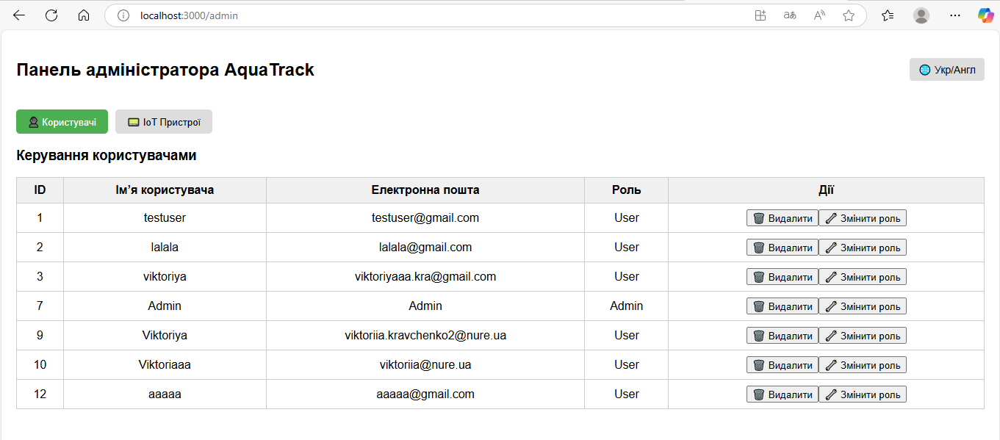 localhost:3000/admin
Панель адміністратора AquaTrack
Укр/Англ
Користувачі IoT Пристрої
Керування користувачами
ID Ім’я користувача Електронна пошта Роль Дії
1 testuser testuser@gmail.com User Видалити Змінити роль
2 lalala lalala@gmail.com User Видалити Змінити роль
3 viktoriya viktoriyaaa.kra@gmail.com User Видалити Змінити роль
7 Admin Admin Admin Видалити Змінити роль
9 Viktoriya viktoriia.kravchenko2@nure.ua User Видалити Змінити роль
10 Viktoriaaa viktoriia@nure.ua User Видалити Змінити роль
12 aaaaa aaaaa@gmail.com User Видалити Змінити роль